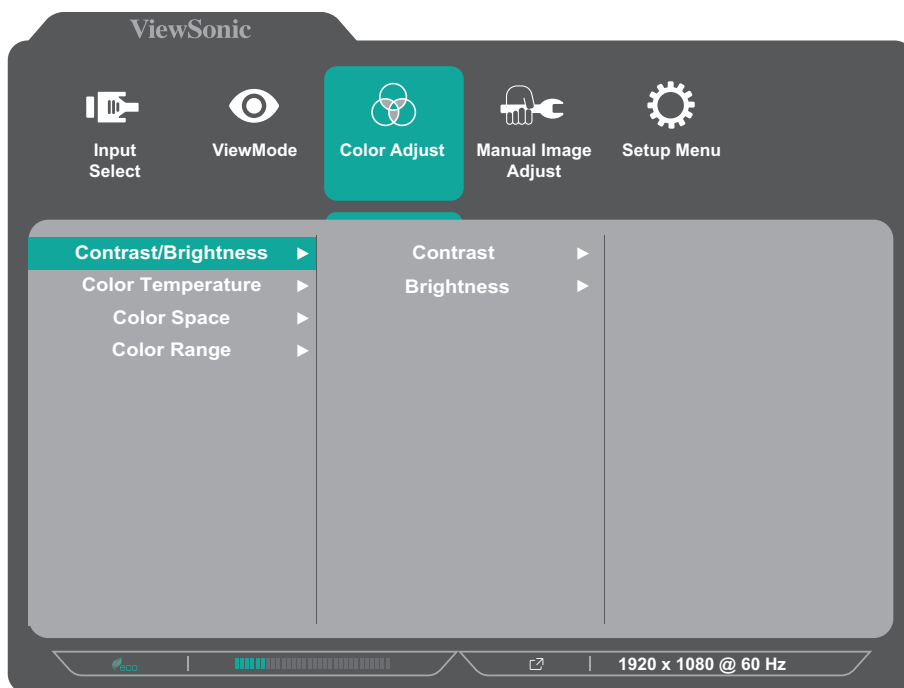 ViewSonic
Input
Select
ViewMode
Color Adjust
Manual Image
Adjust
Setup Menu
Contrast/Brightness
Color Temperature
Color Space
Color Range
Contrast
Brightness
eco
1920 x 1080 @ 60 Hz